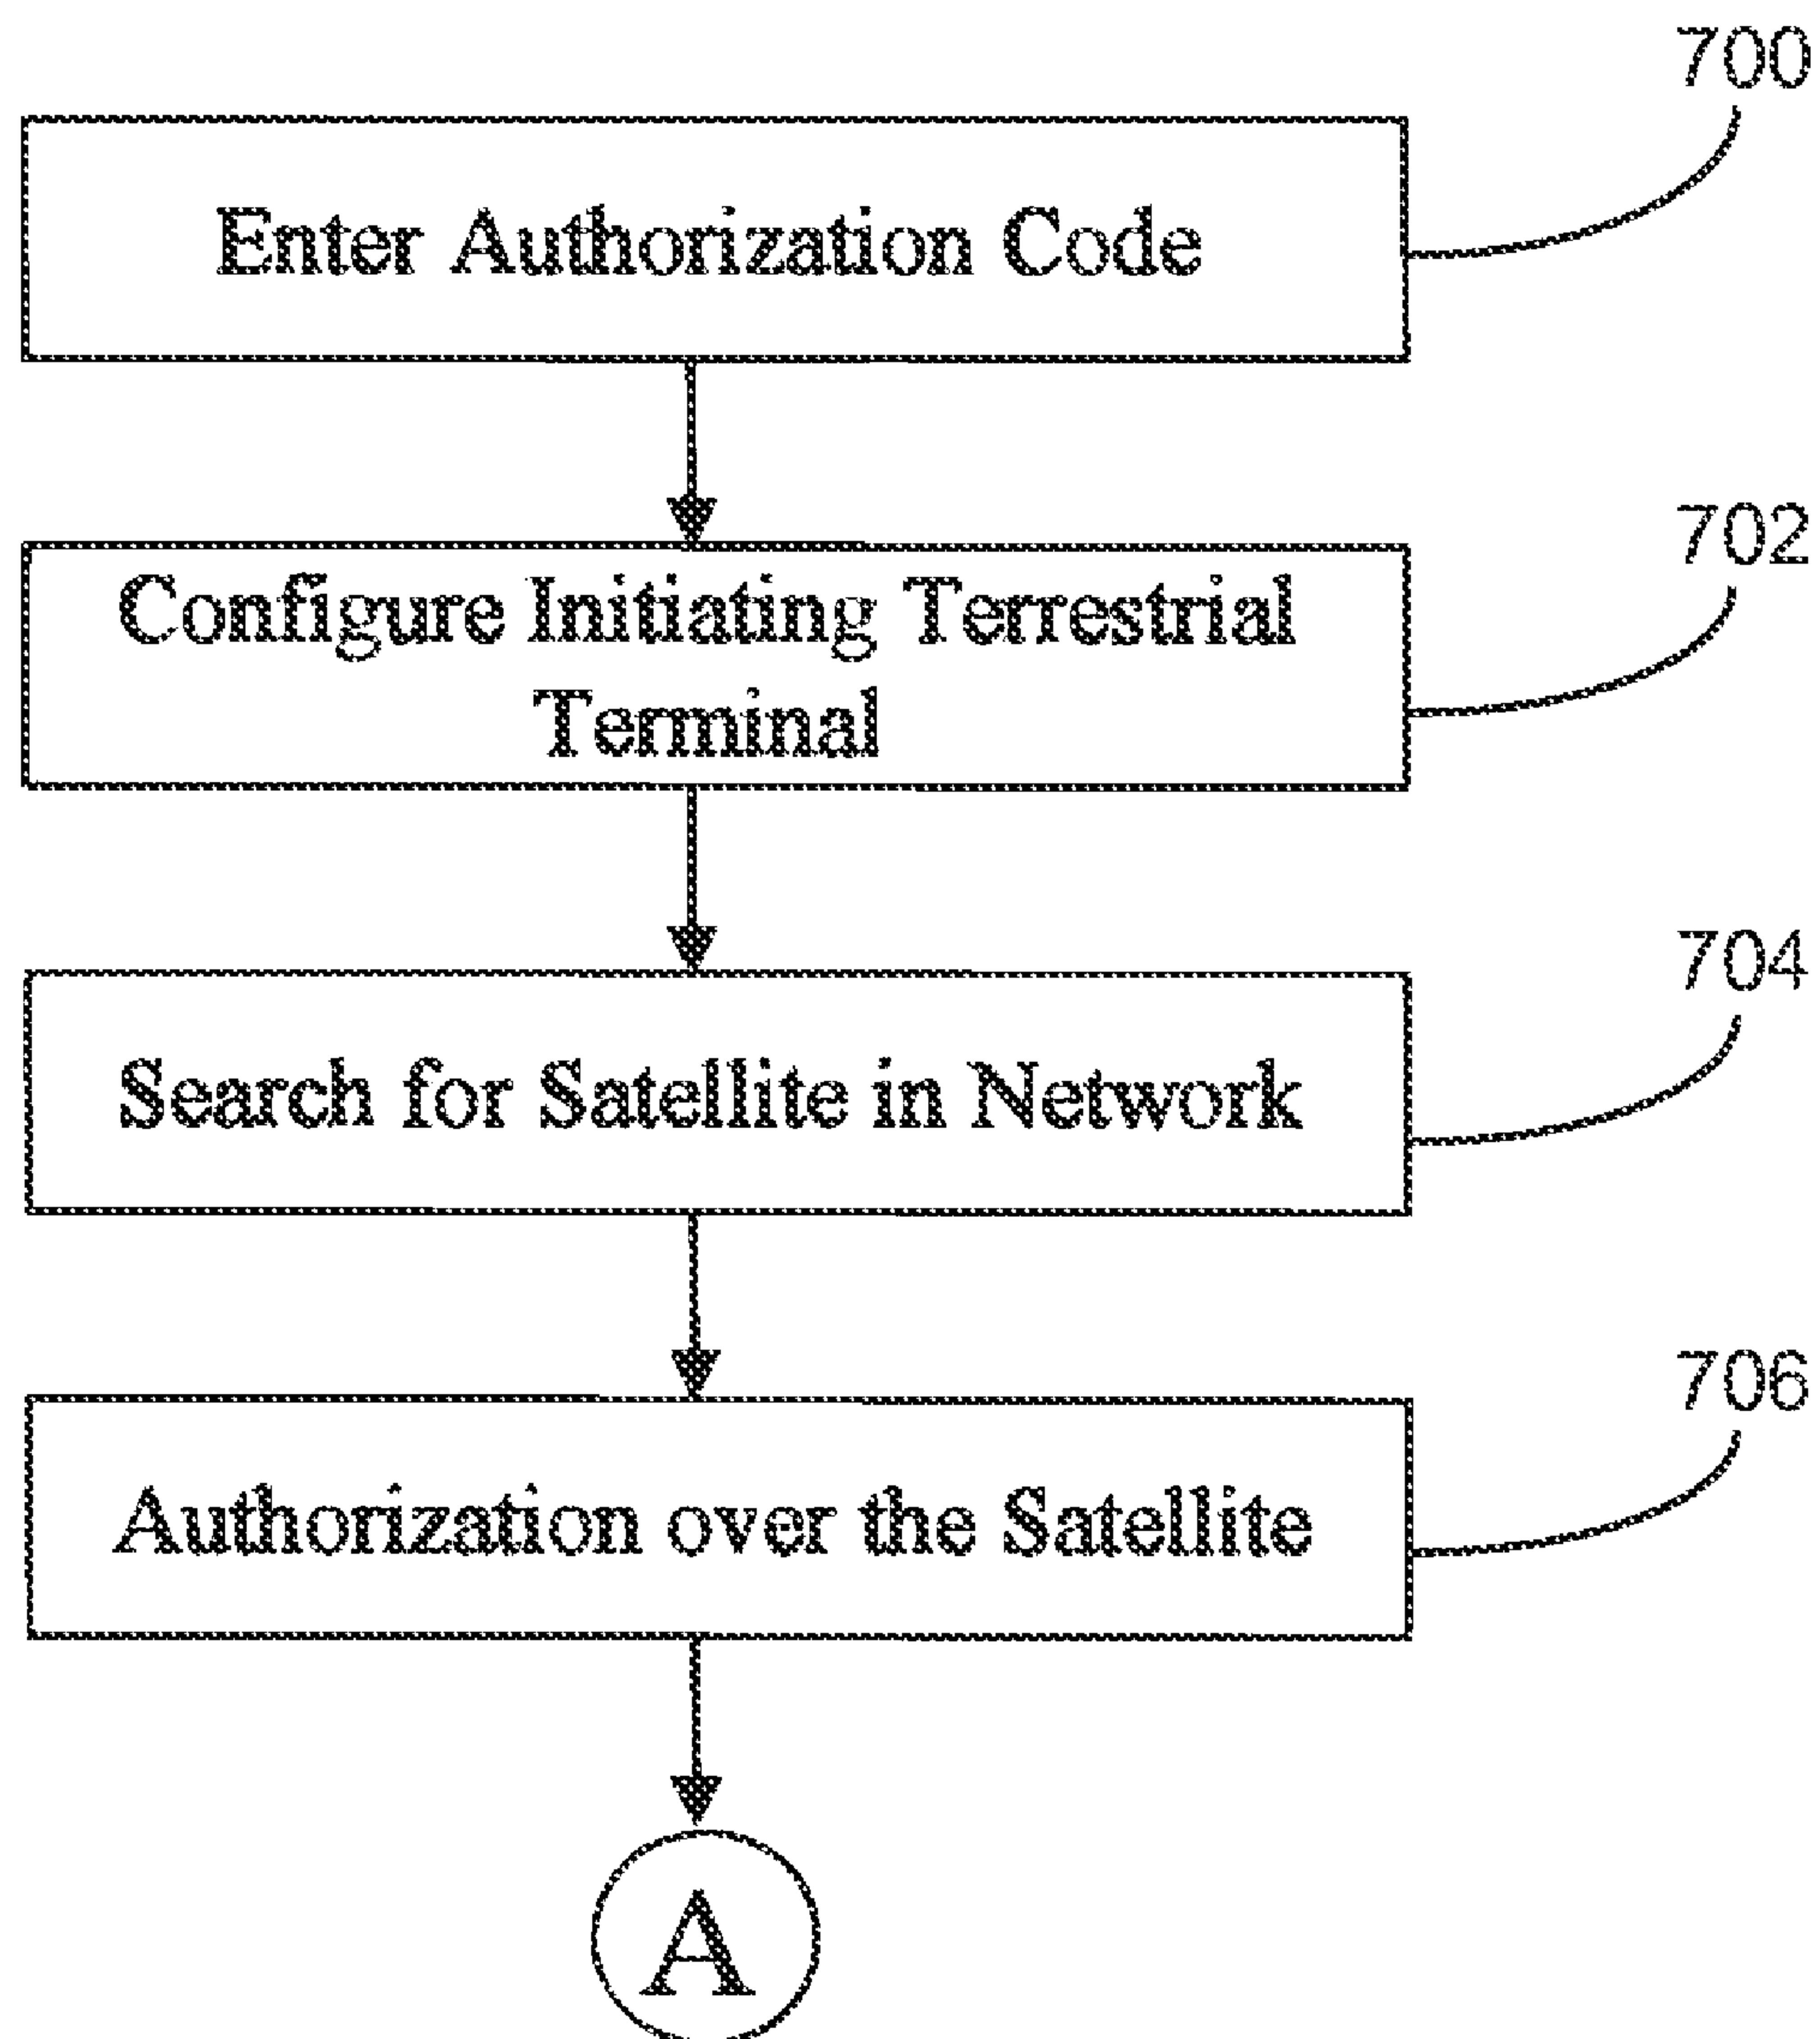 700
Enter Authorization Code
702
Configure Initiating Terrestrial
Terminal
704
Search for Satellite in Network
706
Authorization over the Satellite
A